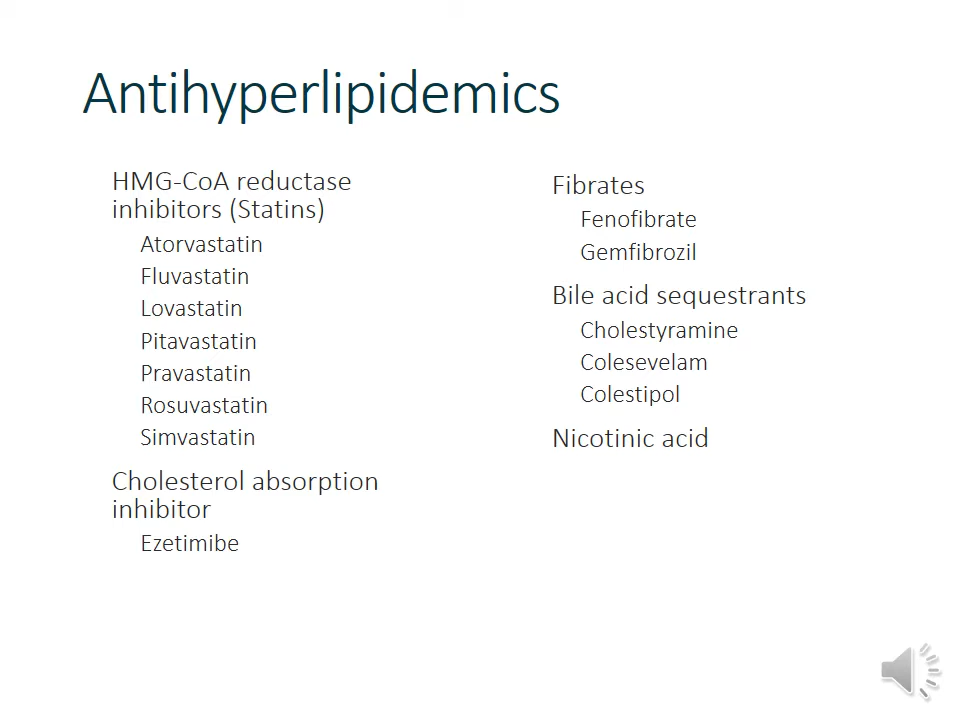 Antihyperlipidemics
HMG-CoA reductase
inhibitors (Statins)
Atorvastatin
Fluvastatin
Lovastatin
Pitavastatin
Pravastatin
Rosuvastatin
Simvastatin
Cholesterol absorption
inhibitor
Ezetimibe
Fibrates
Fenofibrate
Gemfibrozil
Bile acid sequestrants
Cholestyramine
Colesevelam
Colestipol
Nicotinic acid